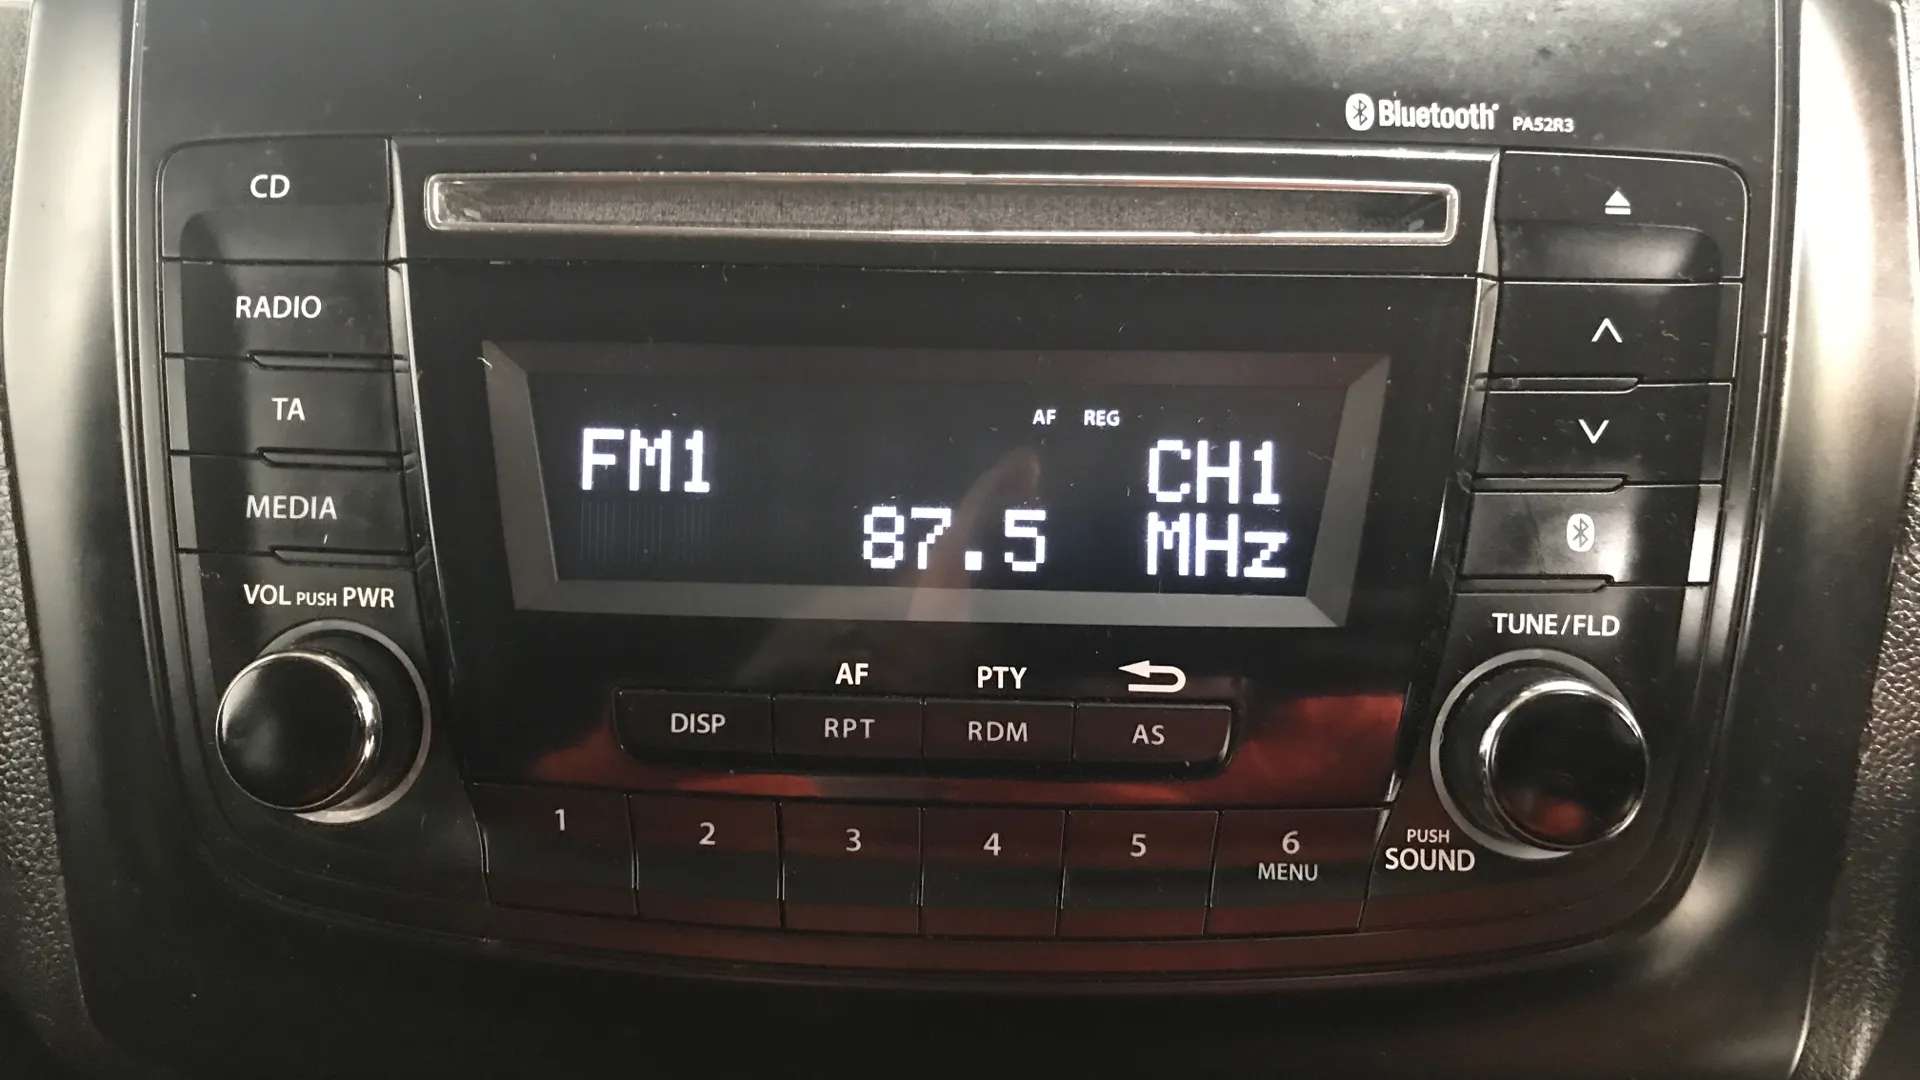 Bluetooth PA52R3
CD
RADIO
TA
MEDIA
AF REG
FM1 CH1
87.5 MHz
VOL PUSH PWR
TUNE/FLD
AF PTY
DISP RPT RDM AS
1 2 3 4 5 6
MENU
PUSH
SOUND